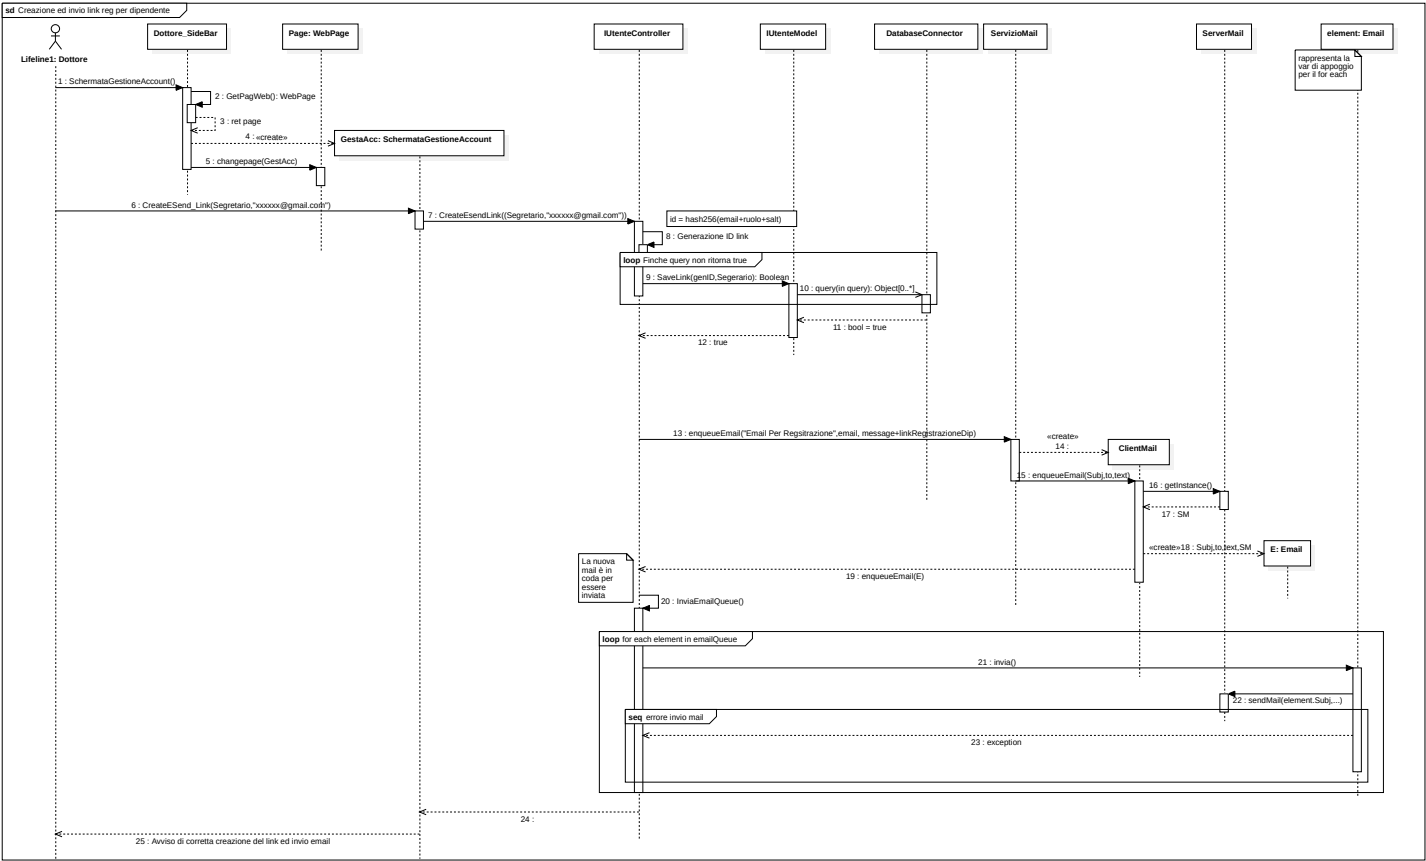 sd Creazione ed invio link reg per dipendente
Lifeline1: Dottore
Dottore_SideBar
Page: WebPage
IUtenteController
IUtenteModel
DatabaseConnector
ServizioMail
ServerMail
element: Email
rappresenta la
var di appoggio
per il for each
1 : SchermataGestioneAccount()
2 : GetPagWeb(): WebPage
3 : ret page
4 : «create»
GestaAcc: SchermataGestioneAccount
5 : changepage(GestAcc)
6 : CreateESend_Link(Segretario,"xxxxxx@gmail.com")
7 : CreateEsendLink((Segretario,"xxxxxx@gmail.com"))
id = hash256(email+ruolo+salt)
8 : Generazione ID link
loop Finche query non ritorna true
9 : SaveLink(genID,Segerario): Boolean
10 : query(in query): Object[0..*]
11 : bool = true
12 : true
13 : enqueueEmail("Email Per Regsitrazione",email, message+linkRegistrazioneDip)
«create»
14 :
ClientMail
15 : enqueueEmail(Subj,to,text)
16 : getInstance()
17 : SM
«create»18 : Subj,to,text,SM
E: Email
La nuova
mail è in
coda per
essere
inviata
19 : enqueueEmail(E)
20 : InviaEmailQueue()
loop for each element in emailQueue
21 : invia()
22 : sendMail(element.Subj,...)
seq errore invio mail
23 : exception
24 :
25 : Avviso di corretta creazione del link ed invio email